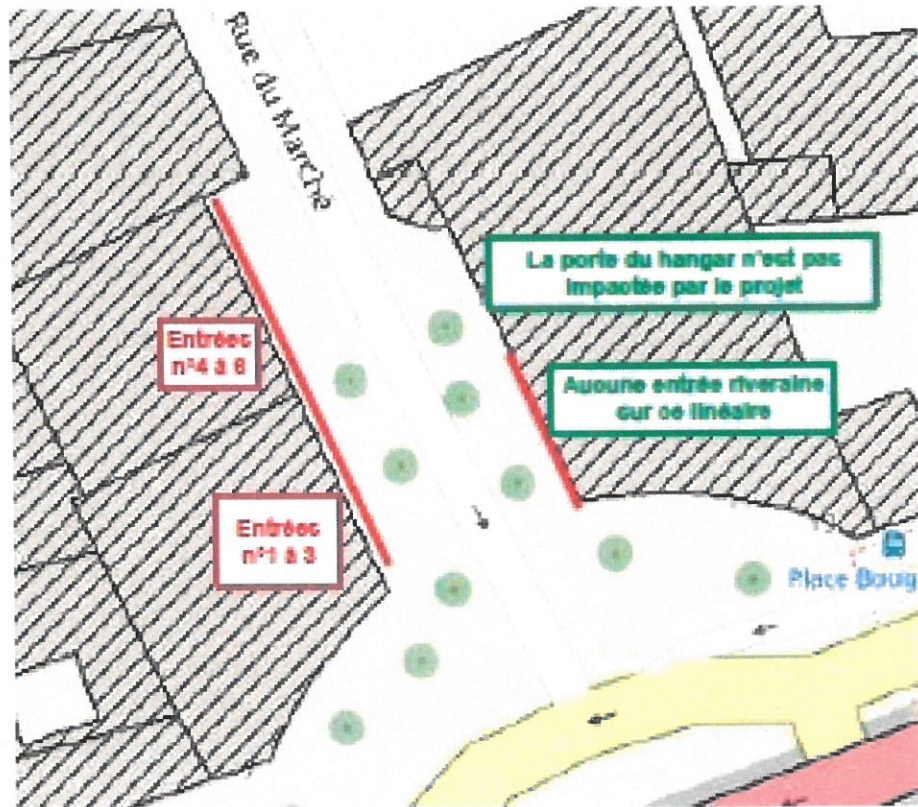 Rue du Marché
La porte du hangar n'est pas
impactée par le projet
Entrées
n°4 à 6
Aucune entrée riveraine
sur ce linéaire
Entrées
n°1 à 3
Place Bouig